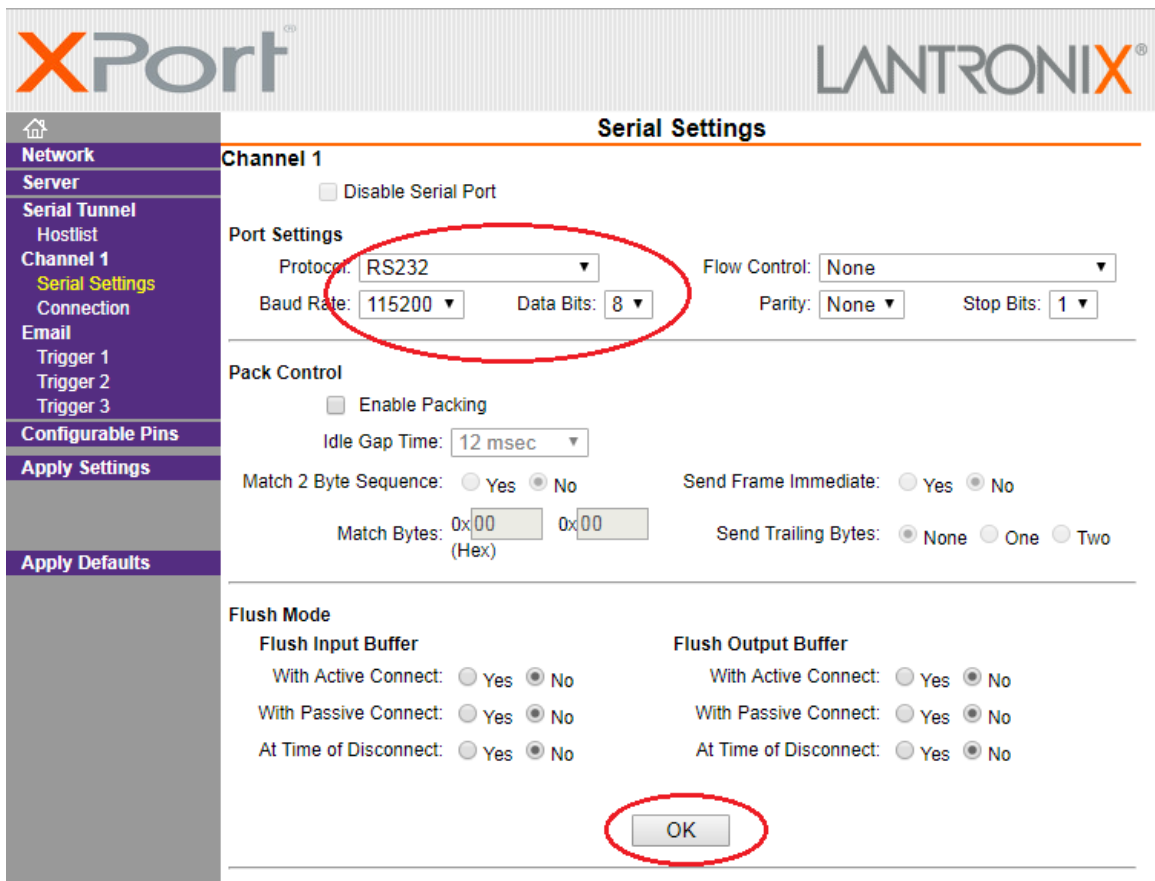 XPort®
LANTRONIX®
Serial Settings
Network
Server
Serial Tunnel
Hostlist
Channel 1
Serial Settings
Connection
Email
Trigger 1
Trigger 2
Trigger 3
Configurable Pins
Apply Settings
Apply Defaults
Channel 1
Disable Serial Port
Port Settings
Protocol: RS232 Flow Control: None
Baud Rate: 115200 Data Bits: 8 Parity: None Stop Bits: 1
Pack Control
Enable Packing
Idle Gap Time: 12 msec
Match 2 Byte Sequence: Yes No Send Frame Immediate: Yes No
Match Bytes: 0x00 0x00 Send Trailing Bytes: None One Two
(Hex)
Flush Mode
Flush Input Buffer Flush Output Buffer
With Active Connect: Yes No With Active Connect: Yes No
With Passive Connect: Yes No With Passive Connect: Yes No
At Time of Disconnect: Yes No At Time of Disconnect: Yes No
OK